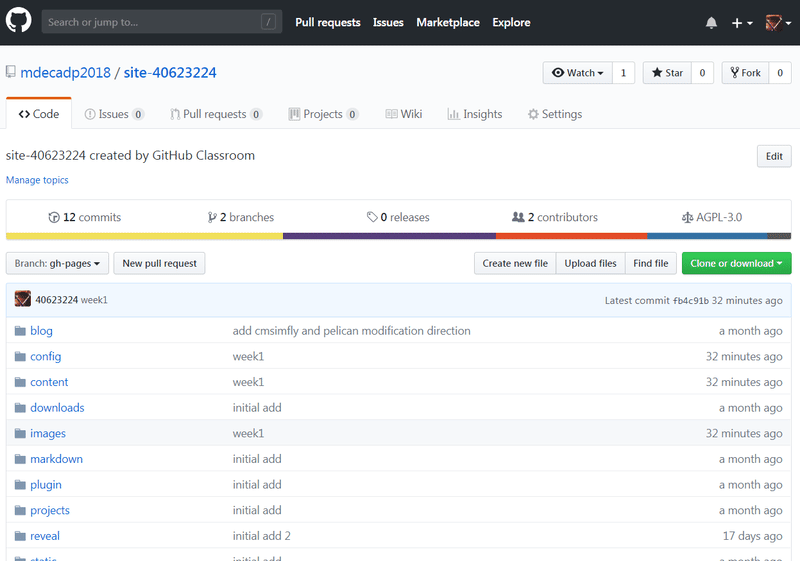 Search or jump to... / Pull requests Issues Marketplace Explore
mdecadp2018 / site-40623224 Watch 1 Star 0 Fork 0
Code Issues 0 Pull requests 0 Projects 0 Wiki Insights Settings
site-40623224 created by GitHub Classroom Edit
Manage topics
12 commits 2 branches 0 releases 2 contributors AGPL-3.0
Branch: gh-pages New pull request Create new file Upload files Find file Clone or download
40623224 week1 Latest commit fb4c91b 32 minutes ago
blog add cmsimfly and pelican modification direction a month ago
config week1 32 minutes ago
content week1 32 minutes ago
downloads initial add a month ago
images week1 32 minutes ago
markdown initial add a month ago
plugin initial add a month ago
projects initial add a month ago
reveal initial add 2 17 days ago
static initial add a month ago